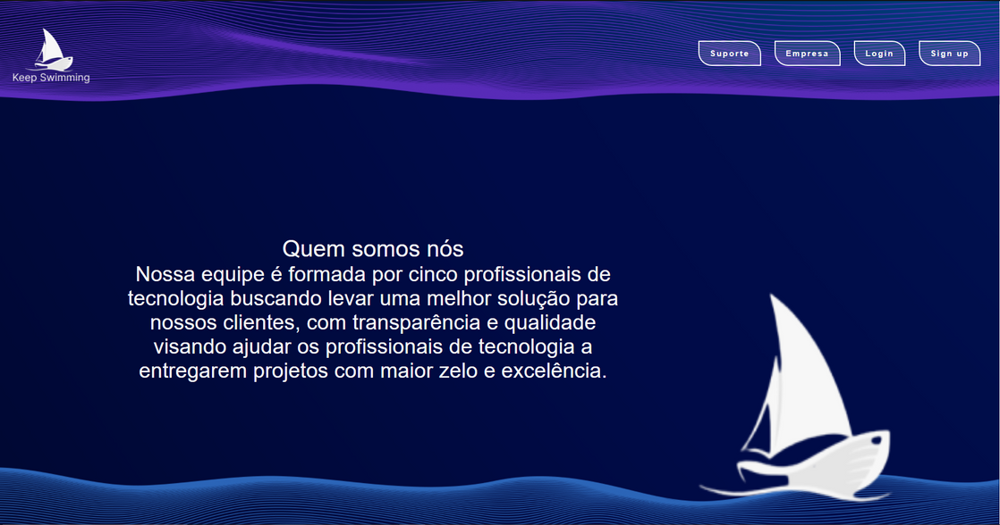 Keep Swimming
Suporte
Empresa
Login
Sign up
Quem somos nós
Nossa equipe é formada por cinco profissionais de
tecnologia buscando levar uma melhor solução para
nossos clientes, com transparência e qualidade
visando ajudar os profissionais de tecnologia a
entregarem projetos com maior zelo e excelência.